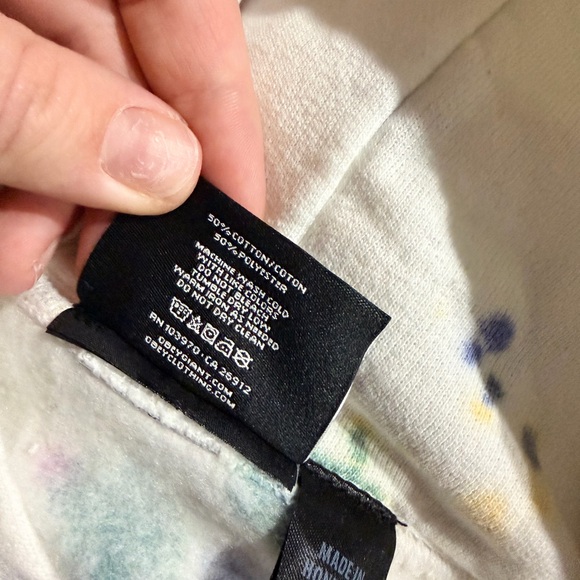 50% COTTON/COTON
50% POLYESTER
MACHINE WASH COLD
WITH LIKE COLORS
DO NOT BLEACH
TUMBLE DRY LOW
WARM IRON AS NEEDED
DO NOT DRY CLEAN
RN 103970 · CA 26912
OBEYGIANT.COM
OBEYCLOTHING.COM
MADE IN